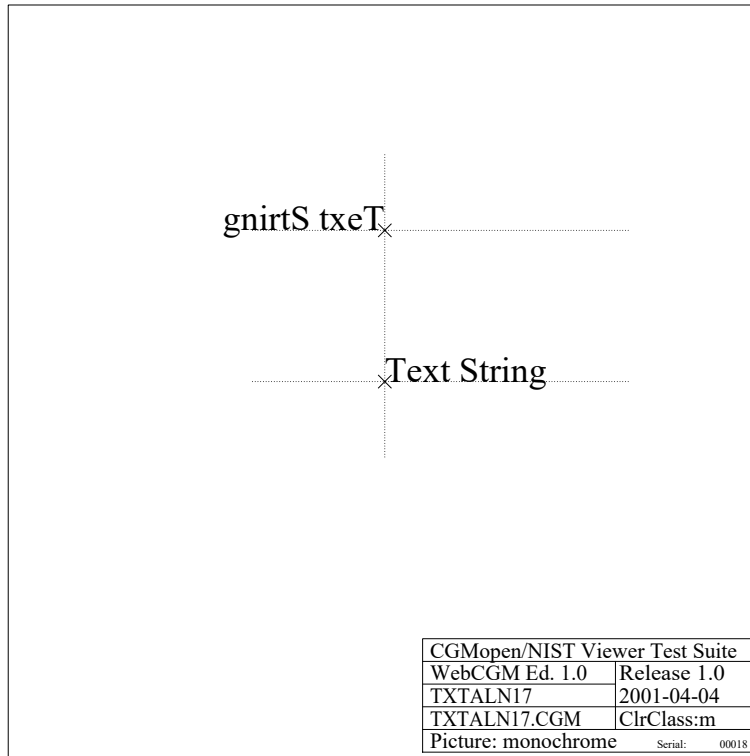 gnirtS txeT
Text String
CGMopen/NIST Viewer Test Suite
WebCGM Ed. 1.0 Release 1.0
TXTALN17 2001-04-04
TXTALN17.CGM ClrClass:m
Picture: monochrome Serial: 00018